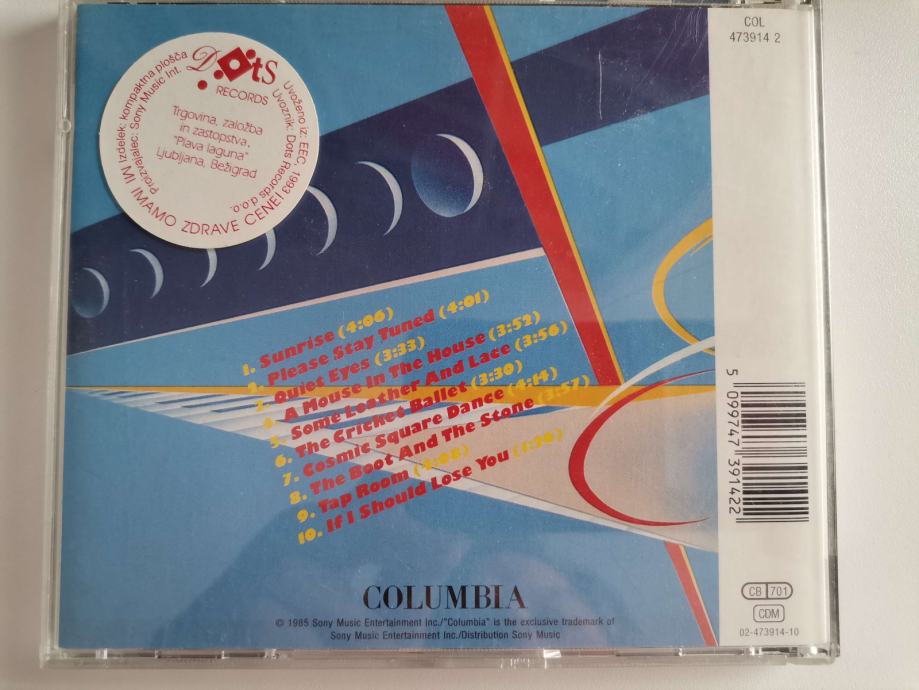 Dots
RECORDS
Izdelek: kompaktna plošča
Proizvajalec: Sony Music Int.
Uvoženo iz: EEC, 1993
Uvoznik: Dots Records d.o.o.
Trgovina, založba
in zastopstva,
"Plava laguna"
Ljubljana, Bežigrad
MI IMAMO ZDRAVE CENE!
COL
473914 2
1. Sunrise (4:06)
2. Please Stay Tuned (4:01)
3. Quiet Eyes (3:33)
4. A Mouse In The House (3:52)
5. Some Leather And Lace (3:56)
6. The Cricket Ballet (3:30)
7. Cosmic Square Dance (4:14)
8. The Boot And The Stone (3:57)
9. Tap Room (4:08)
10. If I Should Lose You
COLUMBIA
© 1985 Sony Music Entertainment Inc./"Columbia" is the exclusive trademark of
Sony Music Entertainment Inc./Distribution Sony Music
5 099747 391422
CB 701
CDM
02-473914-10